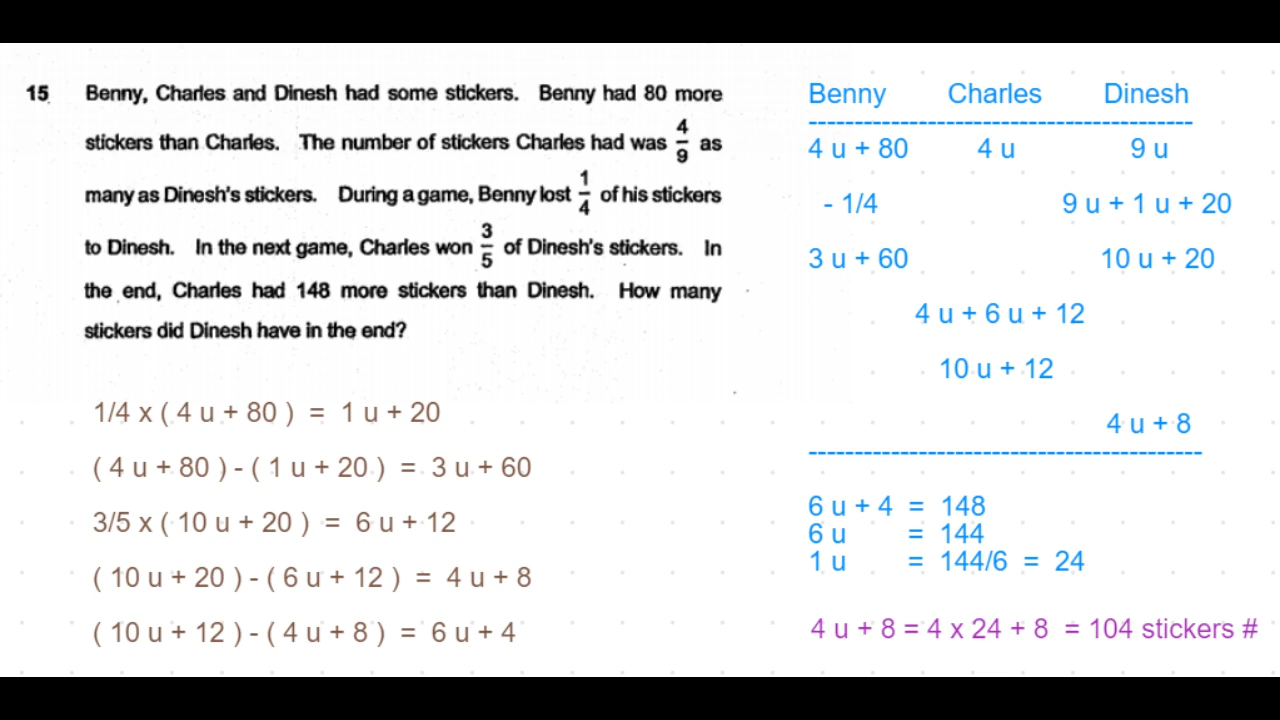 15 Benny, Charles and Dinesh had some stickers. Benny had 80 more
stickers than Charles. The number of stickers Charles had was 4/9 as
many as Dinesh's stickers. During a game, Benny lost 1/4 of his stickers
to Dinesh. In the next game, Charles won 3/5 of Dinesh's stickers. In
the end, Charles had 148 more stickers than Dinesh. How many
stickers did Dinesh have in the end?
1/4 x ( 4 u + 80 ) = 1 u + 20
( 4 u + 80 ) - ( 1 u + 20 ) = 3 u + 60
3/5 x ( 10 u + 20 ) = 6 u + 12
( 10 u + 20 ) - ( 6 u + 12 ) = 4 u + 8
( 10 u + 12 ) - ( 4 u + 8 ) = 6 u + 4
Benny Charles Dinesh
------------------------------------------
4 u + 80 4 u 9 u
- 1/4 9 u + 1 u + 20
3 u + 60 10 u + 20
4 u + 6 u + 12
10 u + 12
4 u + 8
-------------------------------------------
6 u + 4 = 148
6 u = 144
1 u = 144/6 = 24
4 u + 8 = 4 x 24 + 8 = 104 stickers #